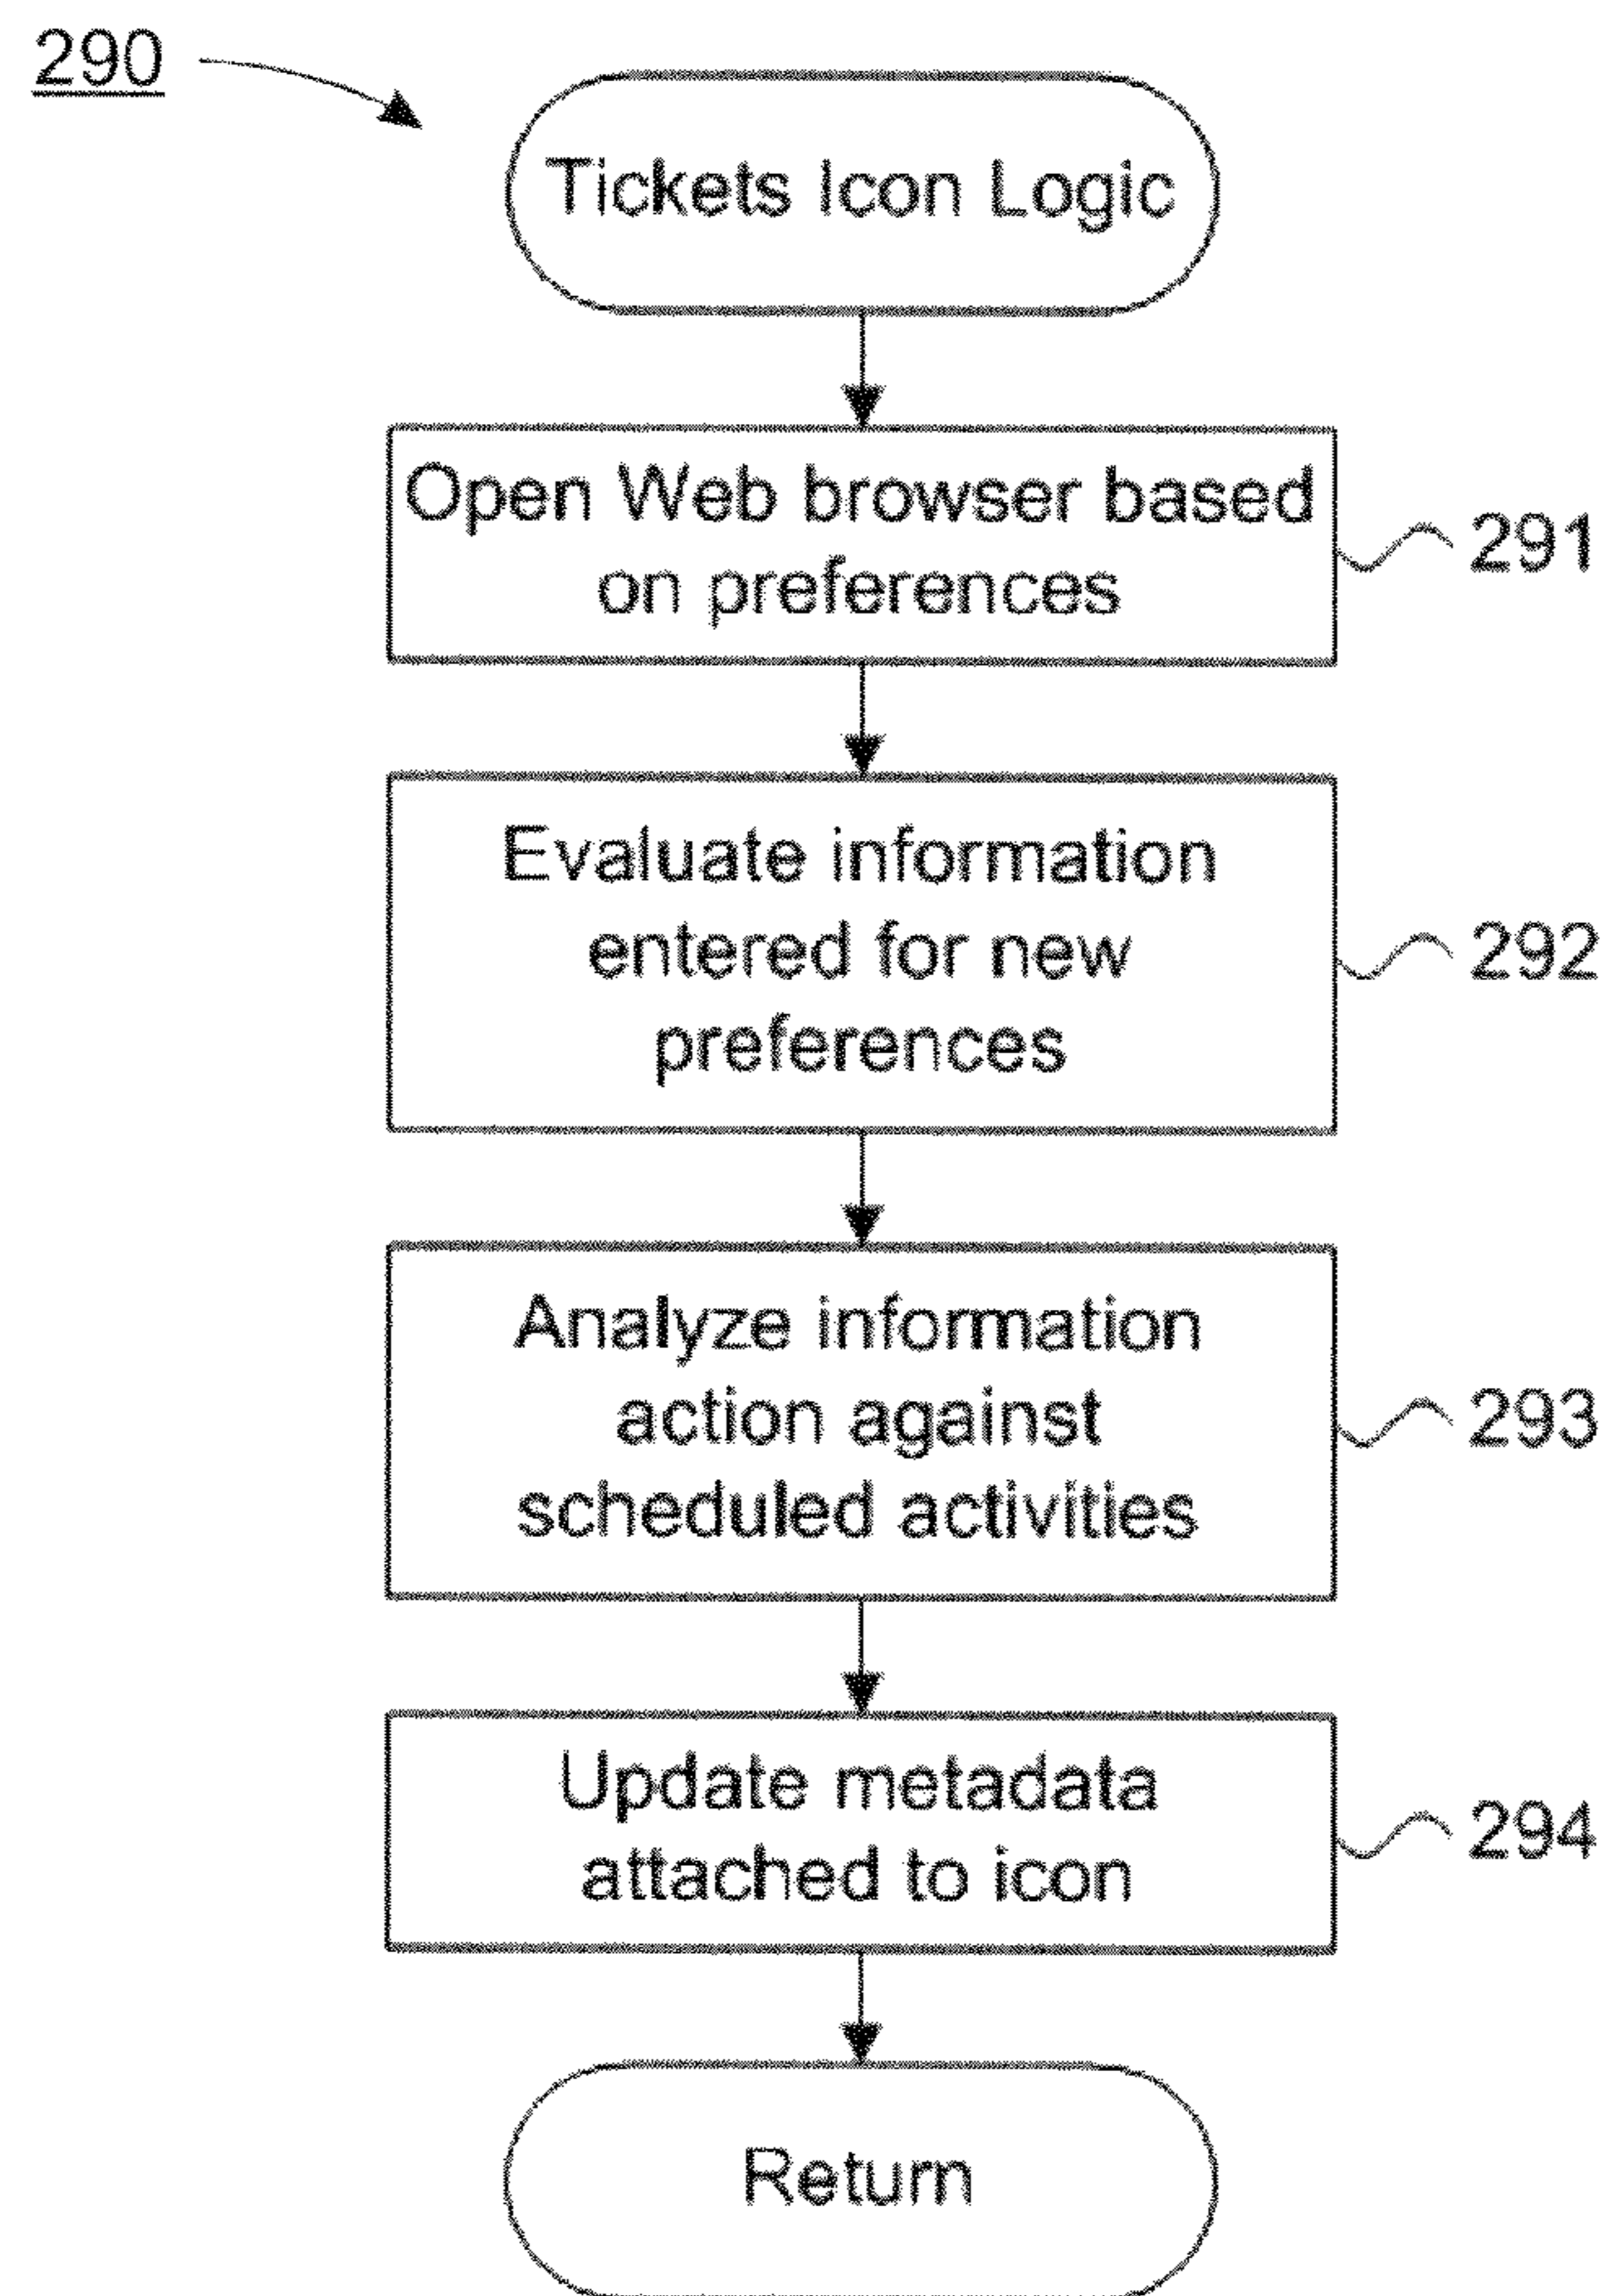 290
Tickets Icon Logic
Open Web browser based
on preferences
291
Evaluate information
entered for new
preferences
292
Analyze information
action against
scheduled activities
293
Update metadata
attached to icon
294
Return